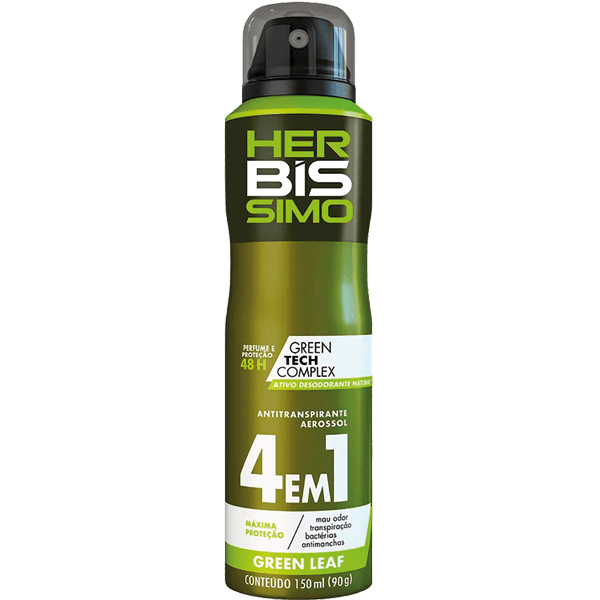 HER
BÍS
SIMO
PERFUME E
PROTEÇÃO
48 H
GREEN
TECH
COMPLEX
ATIVO DESODORANTE NATURAL
ANTITRANSPIRANTE
AEROSSOL
4EM1
MÁXIMA
PROTEÇÃO
mau odor
transpiração
bactérias
antimanchas
GREEN LEAF
CONTEÚDO 150 ml (90g)